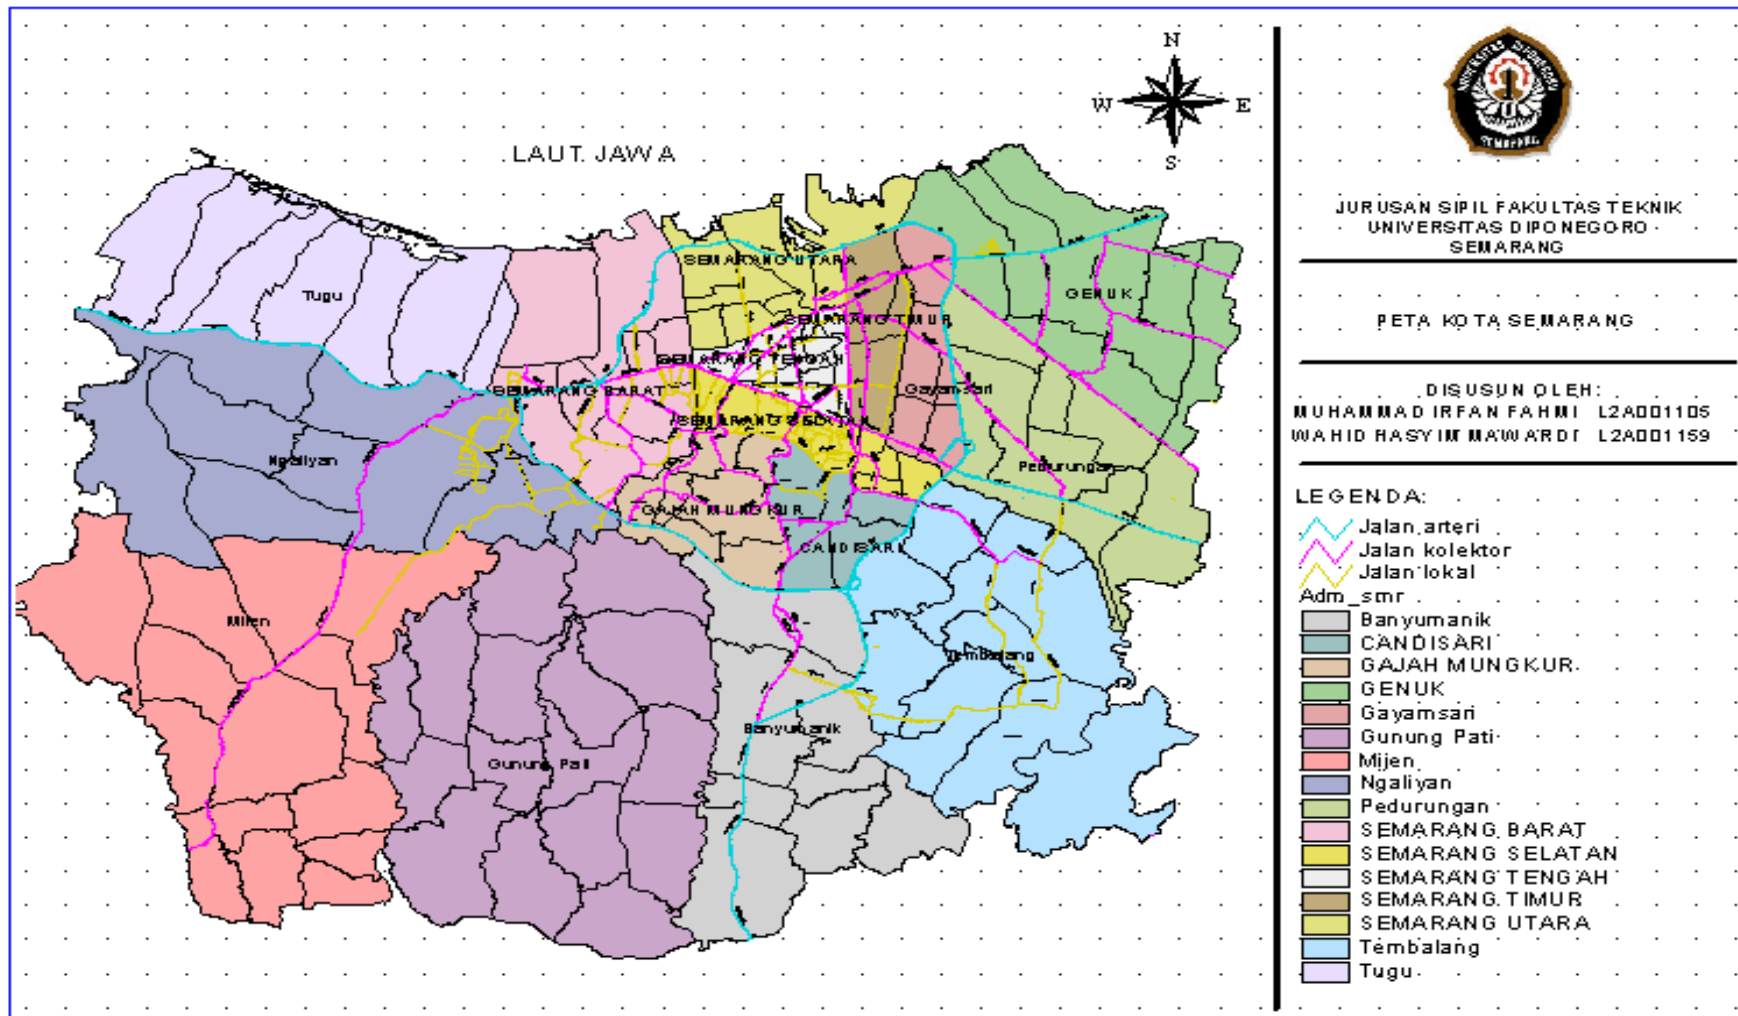 N
W E
S
LAUT JAWA
SEMARANG UTARA
Tugu
GENUK
SEMARANG TIMUR
SEMARANG TENGAH
SEMARANG BARAT
Gayamsari
SEMARANG SELATAN
Ngaliyan
Pedurungan
GAJAH MUNGKUR
CANDISARI
Mijen
Tembalang
Banyumanik
Gunung Pati
UNIVERSITAS DIPONEGORO
SEMARANG
JURUSAN SIPIL FAKULTAS TEKNIK
UNIVERSITAS DIPONEGORO
SEMARANG
PETA KOTA SEMARANG
DISUSUN OLEH:
MUHAMMAD IRFAN FAHMI L2A001105
WAHID HASYIM MAWARDI L2A001159
LEGENDA:
Jalan arteri
Jalan kolektor
Jalan lokal
Adm_smr
Banyumanik
CANDISARI
GAJAH MUNGKUR
GENUK
Gayamsari
Gunung Pati
Mijen
Ngaliyan
Pedurungan
SEMARANG BARAT
SEMARANG SELATAN
SEMARANG TENGAH
SEMARANG TIMUR
SEMARANG UTARA
Tembalang
Tugu